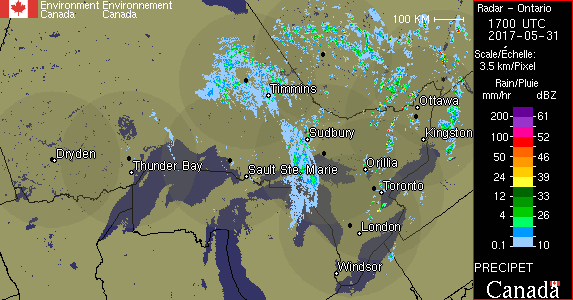 Environment Environnement
Canada Canada
100 KM
Timmins
Ottawa
Sudbury
Kingston
Dryden
Thunder Bay
Sault Ste. Marie
Orillia
Toronto
London
Windsor
Radar - Ontario
1700 UTC
2017-05-31
Scale/Échelle:
3.5 km/Pixel
Rain/Pluie
mm/hr dBZ
200 61
100 52
50 46
24 39
12 33
4 26
0.1 10
PRECIPET
Canada